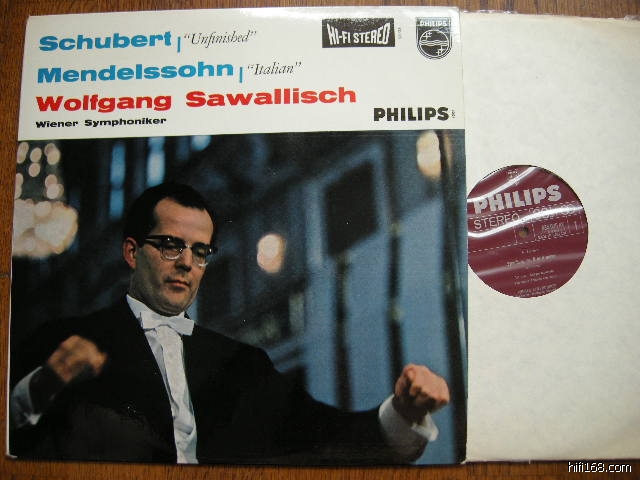 Schubert | "Unfinished"
HI-FI STEREO
PHILIPS
Mendelssohn | "Italian"
Wolfgang Sawallisch
Wiener Symphoniker
PHILIPS
PHILIPS
STEREO
hifi168.com